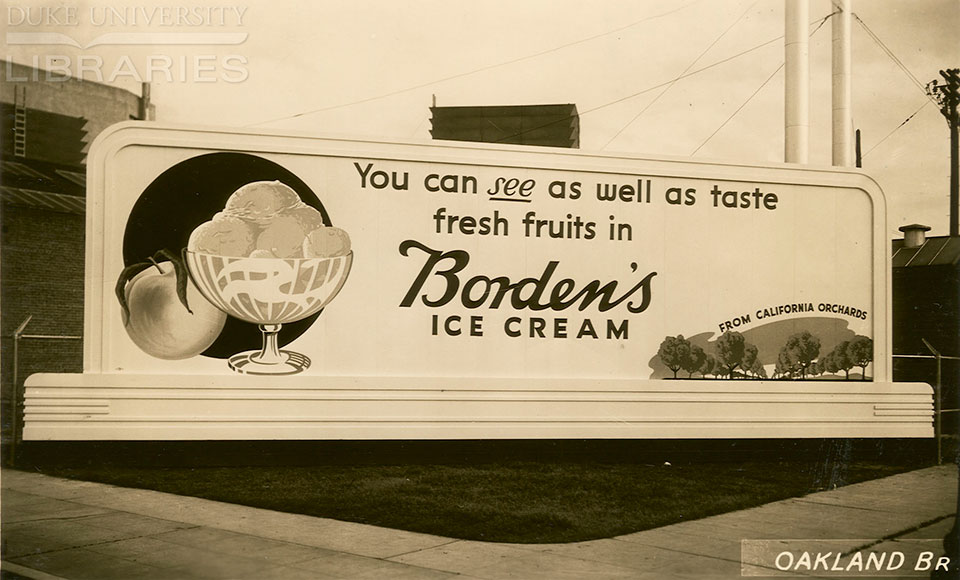 DUKE UNIVERSITY
LIBRARIES
You can see as well as taste
fresh fruits in
Borden's
ICE CREAM
FROM CALIFORNIA ORCHARDS
OAKLAND BR